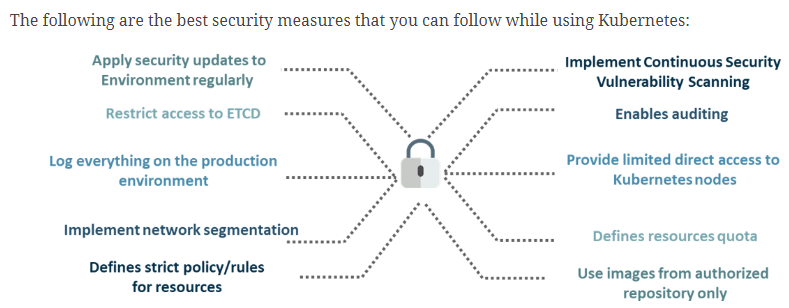 The following are the best security measures that you can follow while using Kubernetes:
Apply security updates to
Environment regularly
Restrict access to ETCD
Log everything on the production
environment
Implement network segmentation
Defines strict policy/rules
for resources
Implement Continuous Security
Vulnerability Scanning
Enables auditing
Provide limited direct access to
Kubernetes nodes
Defines resources quota
Use images from authorized
repository only